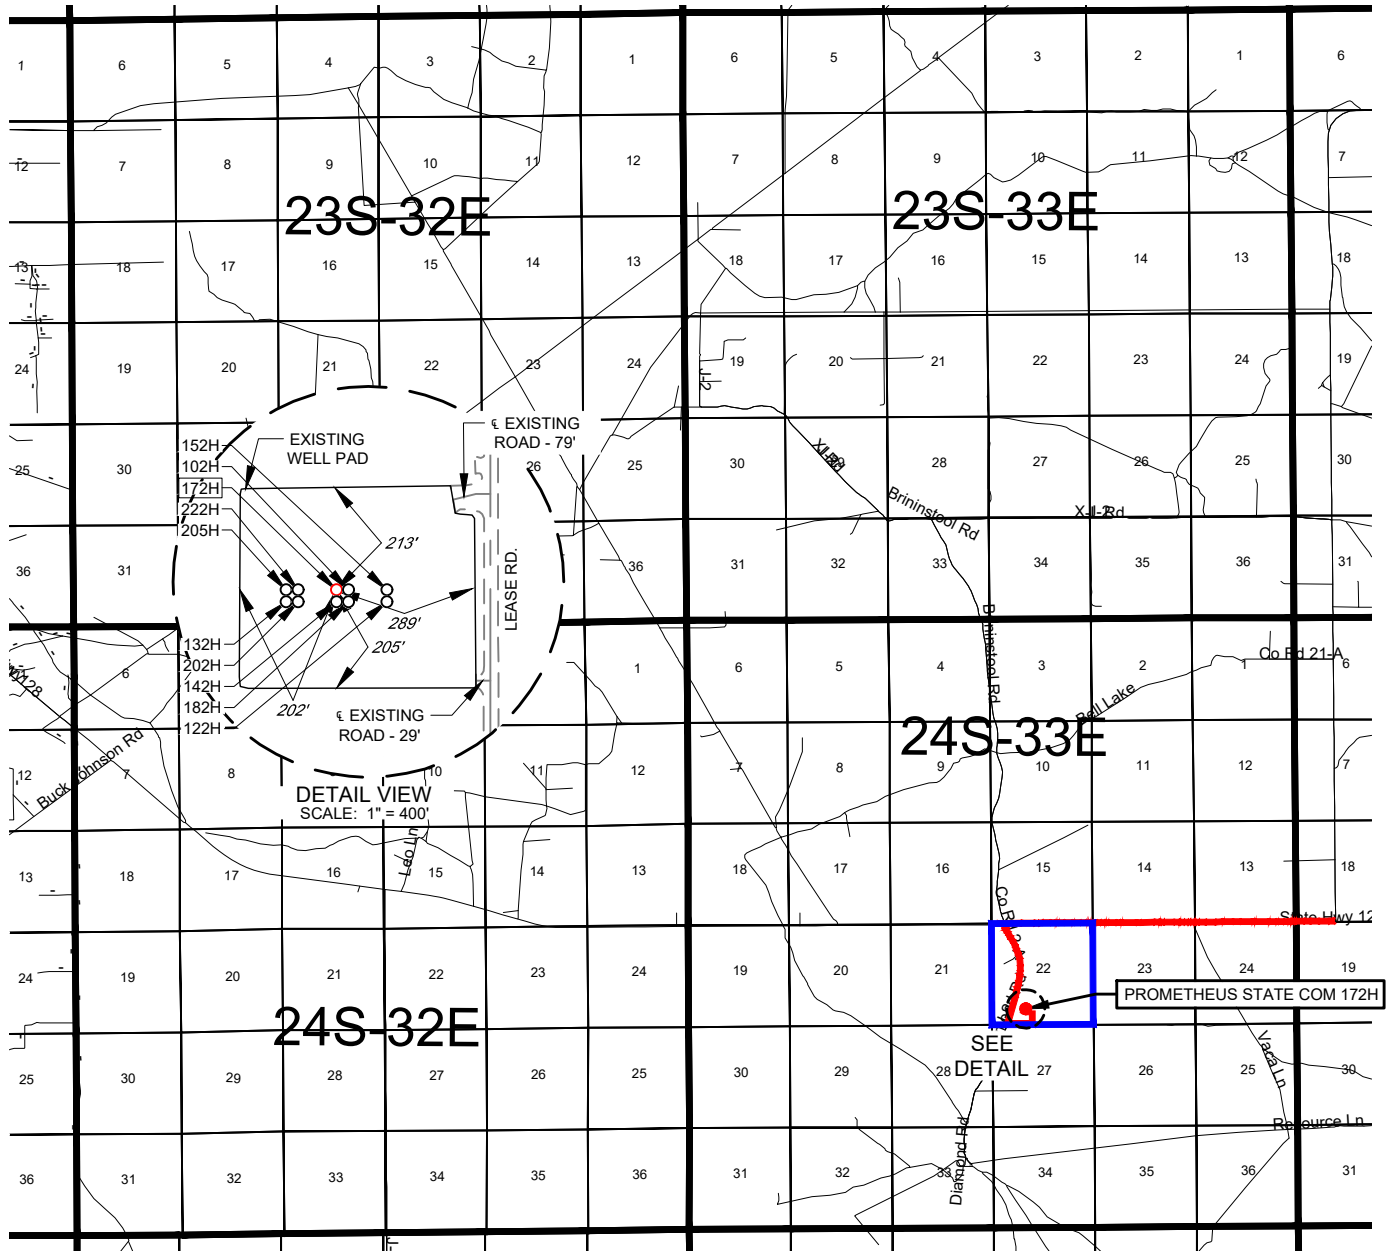 1 6 5 4 3 2 1 6 5 4 3 2 1 6
12 7 8 9 10 11 12 7 8 9 10 11 12 7
23S-32E 23S-33E
13 18 17 16 15 14 13 18 17 16 15 14 13 18
24 19 20 21 22 23 24 19 20 21 22 23 24 19
J-2
25 30 26 25 30 28 27 26 25 30
Brininstool Rd
36 31 36 31 32 33 34 35 36 31
152H
102H
172H
222H
205H
EXISTING
WELL PAD
℄ EXISTING
ROAD - 79'
213'
289'
205'
202'
LEASE RD.
132H
202H
142H
182H
122H
℄ EXISTING
ROAD - 29'
DETAIL VIEW
SCALE: 1" = 400'
Brininstool Rd
6 1 6 5 4 3 2 1 6
Co Rd 21-A
Bell Lake
24S-33E
Buck Johnson Rd
12 7 8 10 11 12 7 8 9 10 11 12 7
Leo Ln
13 18 17 16 15 14 13 18 17 16 15 14 13 18
State Hwy 12
24 19 20 21 22 23 24 19 20 21 22 23 24 19
PROMETHEUS STATE COM 172H
24S-32E
SEE
DETAIL
Vaca Ln
25 30 29 28 27 26 25 30 29 28 27 26 25 30
Resource Ln
Diamond Rd
36 31 32 33 34 35 36 31 32 33 34 35 36 31